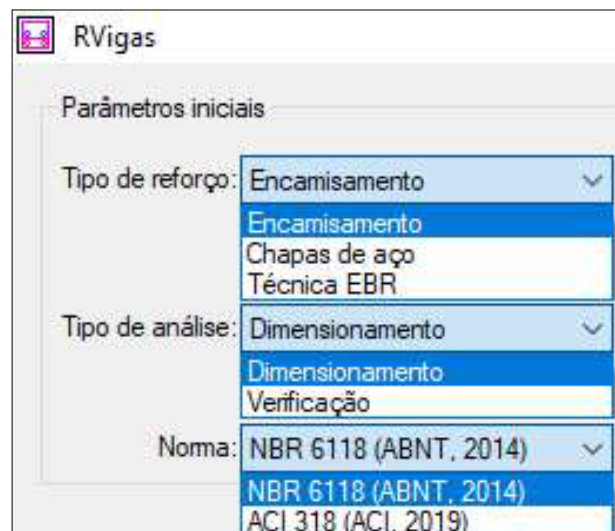 RVigas
Parâmetros iniciais
Tipo de reforço: Encamisamento
Encamisamento
Chapas de aço
Técnica EBR
Tipo de análise: Dimensionamento
Dimensionamento
Verificação
Norma: NBR 6118 (ABNT, 2014)
NBR 6118 (ABNT, 2014)
ACI 318 (ACI, 2019)